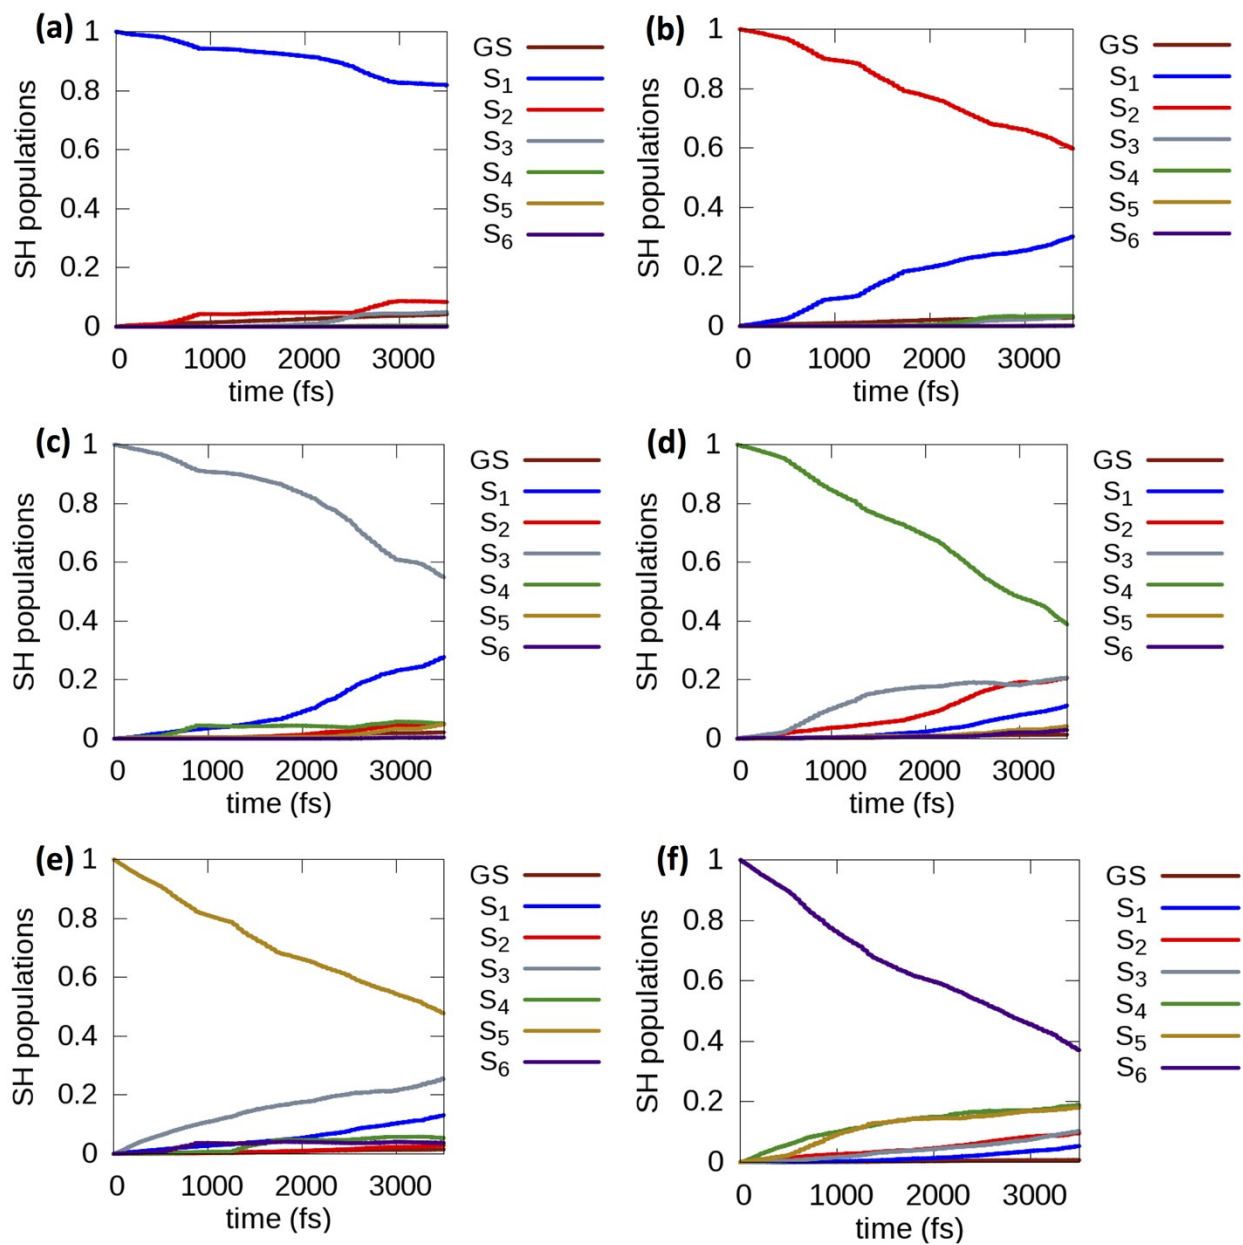 (a)
SH populations
1
0.8
0.6
0.4
0.2
0
0 1000 2000 3000
time (fs)
GS
S1
S2
S3
S4
S5
S6
(b)
SH populations
1
0.8
0.6
0.4
0.2
0
0 1000 2000 3000
time (fs)
GS
S1
S2
S3
S4
S5
S6
(c)
SH populations
1
0.8
0.6
0.4
0.2
0
0 1000 2000 3000
time (fs)
GS
S1
S2
S3
S4
S5
S6
(d)
SH populations
1
0.8
0.6
0.4
0.2
0
0 1000 2000 3000
time (fs)
GS
S1
S2
S3
S4
S5
S6
(e)
SH populations
1
0.8
0.6
0.4
0.2
0
0 1000 2000 3000
time (fs)
GS
S1
S2
S3
S4
S5
S6
(f)
SH populations
1
0.8
0.6
0.4
0.2
0
0 1000 2000 3000
time (fs)
GS
S1
S2
S3
S4
S5
S6